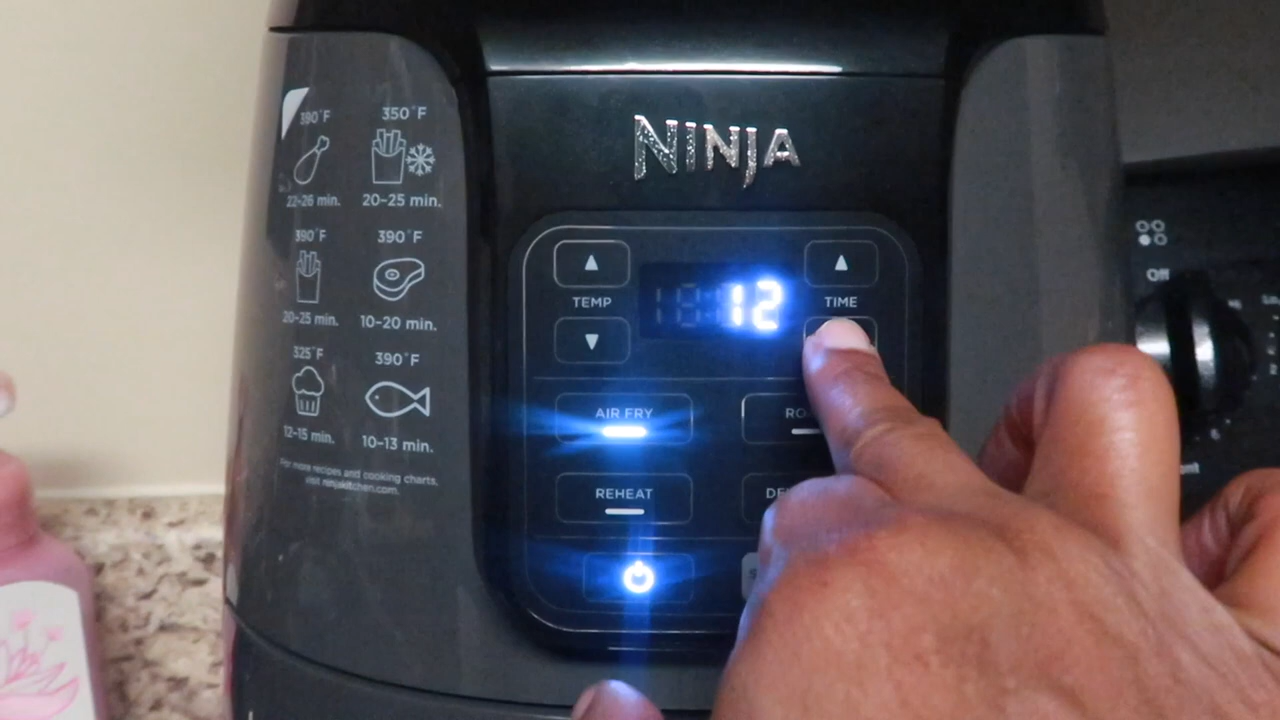 NINJA
390°F 350°F
22-26 min. 20-25 min.
390°F 390°F
20-25 min. 10-20 min.
325°F 390°F
12-15 min. 10-13 min.
For more recipes and cooking charts,
visit ninjakitchen.com.
TEMP
12
TIME
AIR FRY
REHEAT
Off